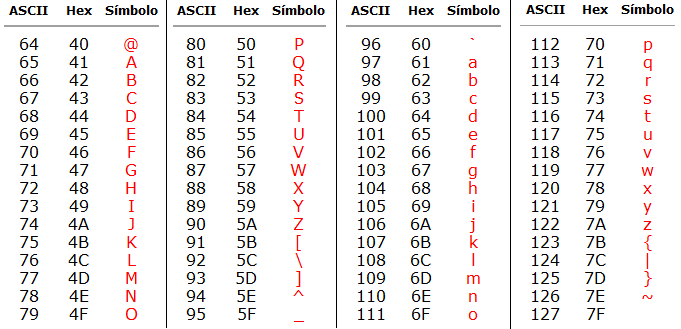 ASCII Hex Símbolo ASCII Hex Símbolo ASCII Hex Símbolo ASCII Hex Símbolo
64 40 @ 80 50 P 96 60 ` 112 70 p
65 41 A 81 51 Q 97 61 a 113 71 q
66 42 B 82 52 R 98 62 b 114 72 r
67 43 C 83 53 S 99 63 c 115 73 s
68 44 D 84 54 T 100 64 d 116 74 t
69 45 E 85 55 U 101 65 e 117 75 u
70 46 F 86 56 V 102 66 f 118 76 v
71 47 G 87 57 W 103 67 g 119 77 w
72 48 H 88 58 X 104 68 h 120 78 x
73 49 I 89 59 Y 105 69 i 121 79 y
74 4A J 90 5A Z 106 6A j 122 7A z
75 4B K 91 5B [ 107 6B k 123 7B {
76 4C L 92 5C \ 108 6C l 124 7C |
77 4D M 93 5D ] 109 6D m 125 7D }
78 4E N 94 5E ^ 110 6E n 126 7E ~
79 4F O 95 5F _ 111 6F o 127 7F